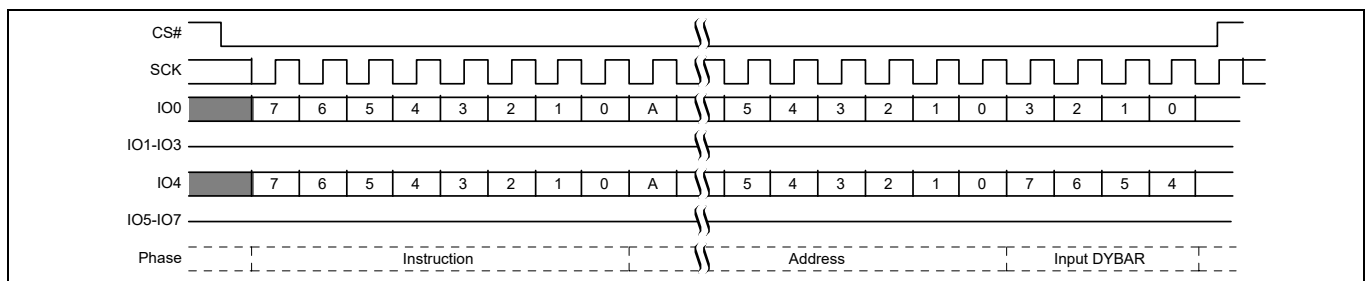 CS#
SCK
IO0 7 6 5 4 3 2 1 0 A 5 4 3 2 1 0 3 2 1 0
IO1-IO3
IO4 7 6 5 4 3 2 1 0 A 5 4 3 2 1 0 7 6 5 4
IO5-IO7
Phase Instruction Address Input DYBAR